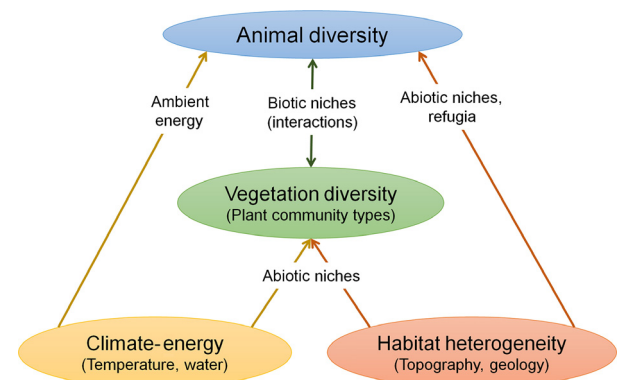 Animal diversity
Ambient
energy
Biotic niches
(interactions)
Abiotic niches,
refugia
Vegetation diversity
(Plant community types)
Abiotic niches
Climate-energy
(Temperature, water)
Habitat heterogeneity
(Topography, geology)